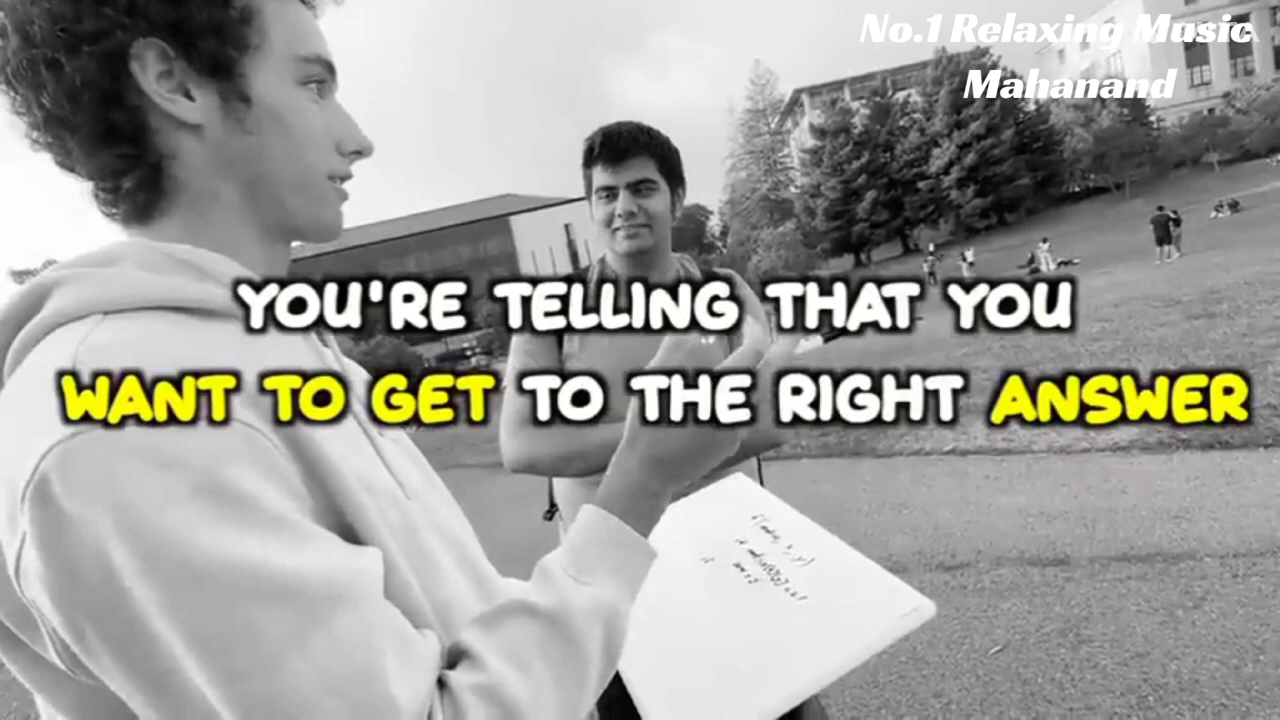 No.1 Relaxing Music
Mahanand
YOU'RE TELLING THAT YOU
WANT TO GET TO THE RIGHT ANSWER